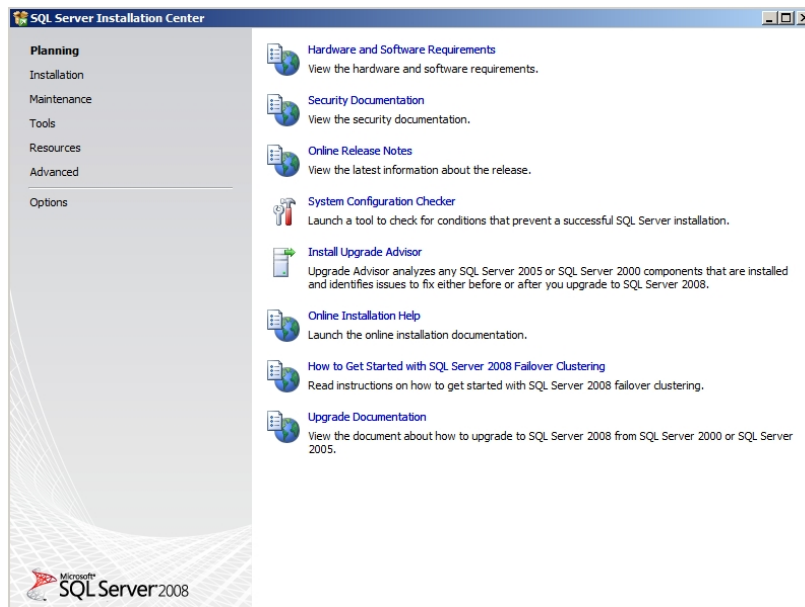 SQL Server Installation Center
Planning
Installation
Maintenance
Tools
Resources
Advanced
Options
Hardware and Software Requirements
View the hardware and software requirements.
Security Documentation
View the security documentation.
Online Release Notes
View the latest information about the release.
System Configuration Checker
Launch a tool to check for conditions that prevent a successful SQL Server installation.
Install Upgrade Advisor
Upgrade Advisor analyzes any SQL Server 2005 or SQL Server 2000 components that are installed
and identifies issues to fix either before or after you upgrade to SQL Server 2008.
Online Installation Help
Launch the online installation documentation.
How to Get Started with SQL Server 2008 Failover Clustering
Read instructions on how to get started with SQL Server 2008 failover clustering.
Upgrade Documentation
View the document about how to upgrade to SQL Server 2008 from SQL Server 2000 or SQL Server
2005.
Microsoft®
SQL Server 2008